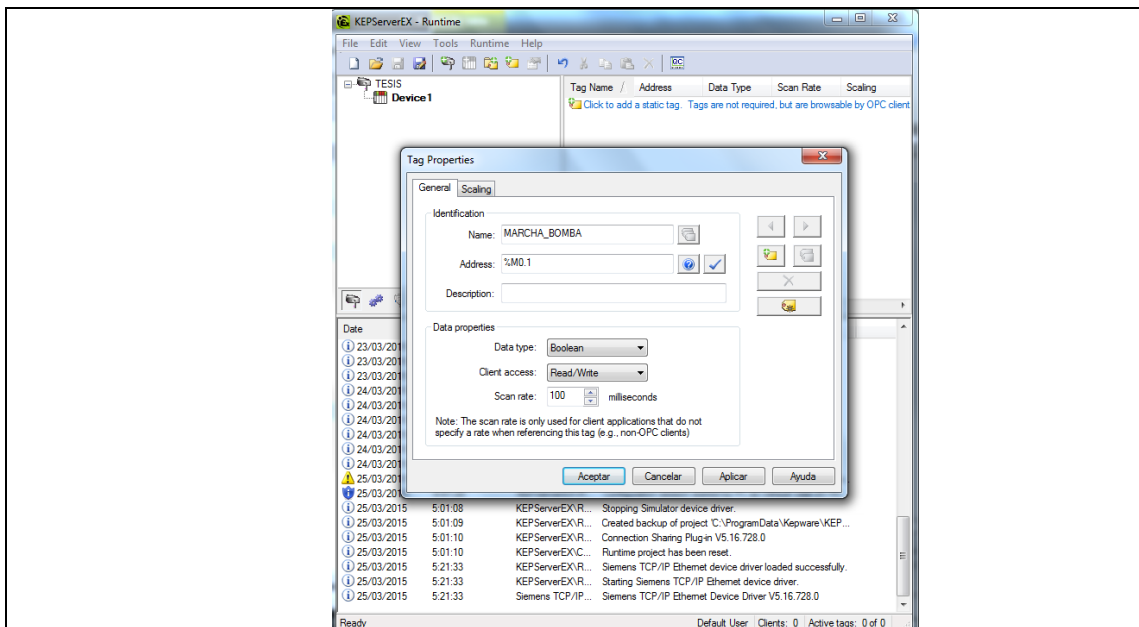 KEPServerEX - Runtime
File Edit View Tools Runtime Help
TESIS
Device1
Tag Name / Address Data Type Scan Rate Scaling
Click to add a static tag. Tags are not required, but are browsable by OPC client
Tag Properties
General Scaling
Identification
Name: MARCHA_BOMBA
Address: %M0.1
Description:
Data properties
Data type: Boolean
Client access: Read/Write
Scan rate: 100 milliseconds
Note: The scan rate is only used for client applications that do not
specify a rate when referencing this tag (e.g., non-OPC clients)
Aceptar Cancelar Aplicar Ayuda
Date
23/03/201
23/03/201
23/03/201
24/03/201
24/03/201
24/03/201
24/03/201
24/03/201
24/03/201
25/03/201
25/03/201
25/03/2015 5:01:08 KEPServerEX\R... Stopping Simulator device driver.
25/03/2015 5:01:09 KEPServerEX\R... Created backup of project 'C:\ProgramData\Kepware\KEP...
25/03/2015 5:01:10 KEPServerEX\R... Connection Sharing Plug-in V5.16.728.0
25/03/2015 5:01:10 KEPServerEX\C... Runtime project has been reset.
25/03/2015 5:21:33 KEPServerEX\R... Siemens TCP/IP Ethernet device driver loaded successfully.
25/03/2015 5:21:33 KEPServerEX\R... Starting Siemens TCP/IP Ethernet device driver.
25/03/2015 5:21:33 Siemens TCP/IP... Siemens TCP/IP Ethernet Device Driver V5.16.728.0
Ready Default User Clients: 0 Active tags: 0 of 0